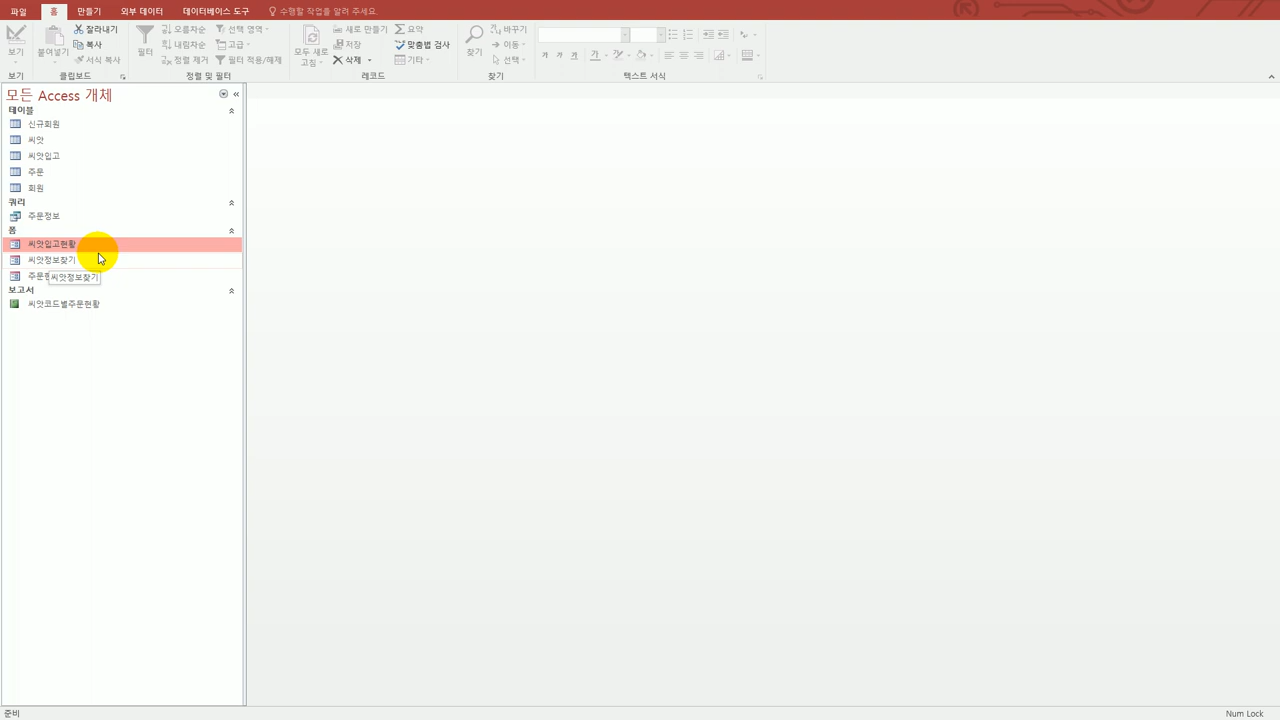 파일 홈 만들기 외부 데이터 데이터베이스 도구 수행할 작업을 알려 주세요.
보기
붙여넣기
잘라내기
복사
서식 복사
필터
오름차순
내림차순
정렬 제거
선택 영역
고급
필터 적용/해제
모두 새로 고침
새로 만들기
저장
삭제
요약
맞춤법 검사
기타
찾기
바꾸기
이동
선택
가 가 가 가
보기 클립보드 정렬 및 필터 레코드 찾기 텍스트 서식
모든 Access 개체
테이블
신규회원
씨앗
씨앗입고
주문
회원
쿼리
주문정보
폼
씨앗입고현황
씨앗정보찾기
씨앗정보찾기
보고서
씨앗코드별주문현황
준비
Num Lock